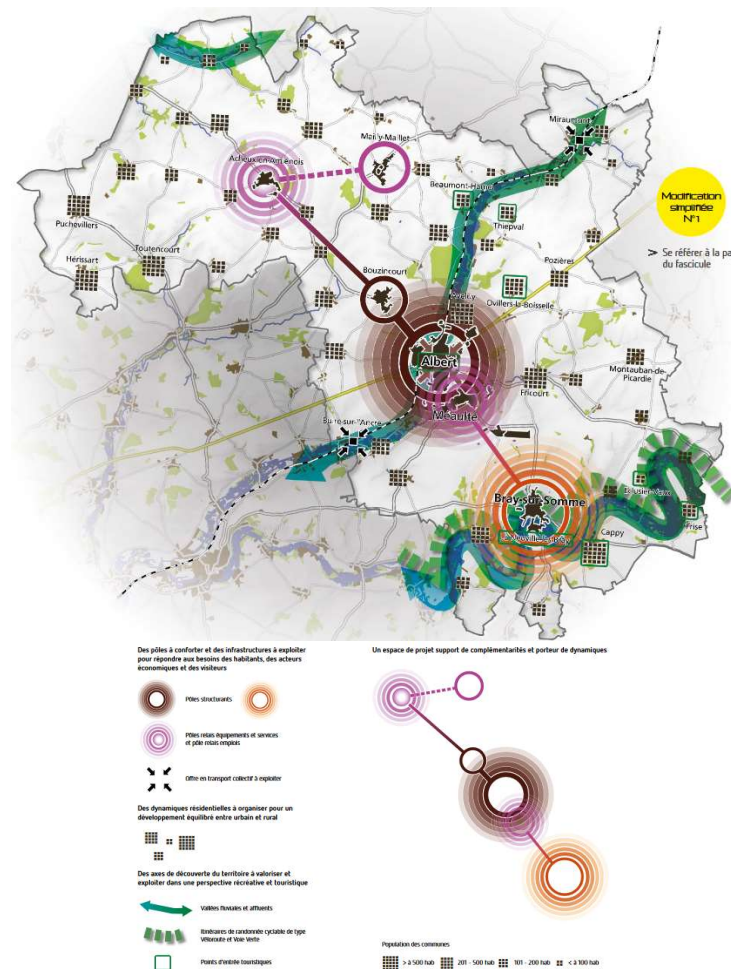 Miraumont
Mailly-Maillet
Acheux-en-Amiénois
Beaumont-Hamel
Modification
simplifiée
N°1
Thiepval
Puchevillers
> Se référer à la pa
du fascicule
Toutencourt
Pozières
Hérissart
Bouzincourt
Ovillers-la-Boisselle
Albert
Montauban-de-
Picardie
Fricourt
Méaulte
Buire-sur-l'Ancre
Bray-sur-Somme
Frise
Cappy
Des pôles à conforter et des infrastructures à exploiter
pour répondre aux besoins des habitants, des acteurs
économiques et des visiteurs
Pôles structurants
Pôles relais équipements et services
et pôle relais emplois
Offre en transport collectif à exploiter
Des dynamiques résidentielles à organiser pour un
développement équilibré entre urbain et rural
Des axes de découverte du territoire à valoriser et
exploiter dans une perspective récréative et touristique
Vallées fluviales et affluents
Itinéraires de randonnée cyclable de type
Véloroute et Voie Verte
Points d'entrée touristiques
Un espace de projet support de complémentarités et porteur de dynamiques
Population des communes
> à 500 hab 201 - 500 hab 101 - 200 hab < à 100 hab